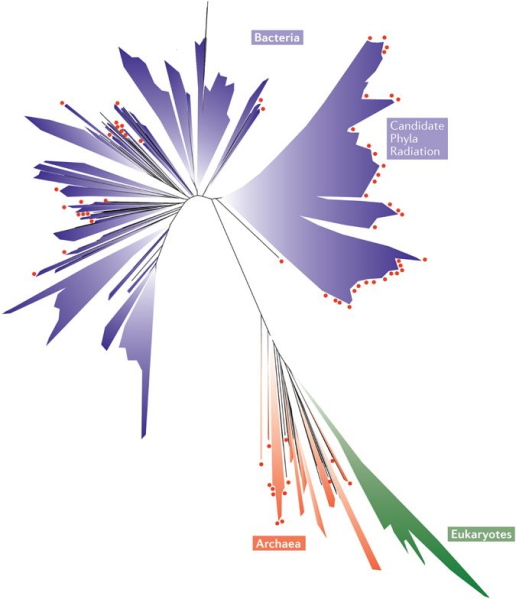 Bacteria
Candidate
Phyla
Radiation
Eukaryotes
Archaea